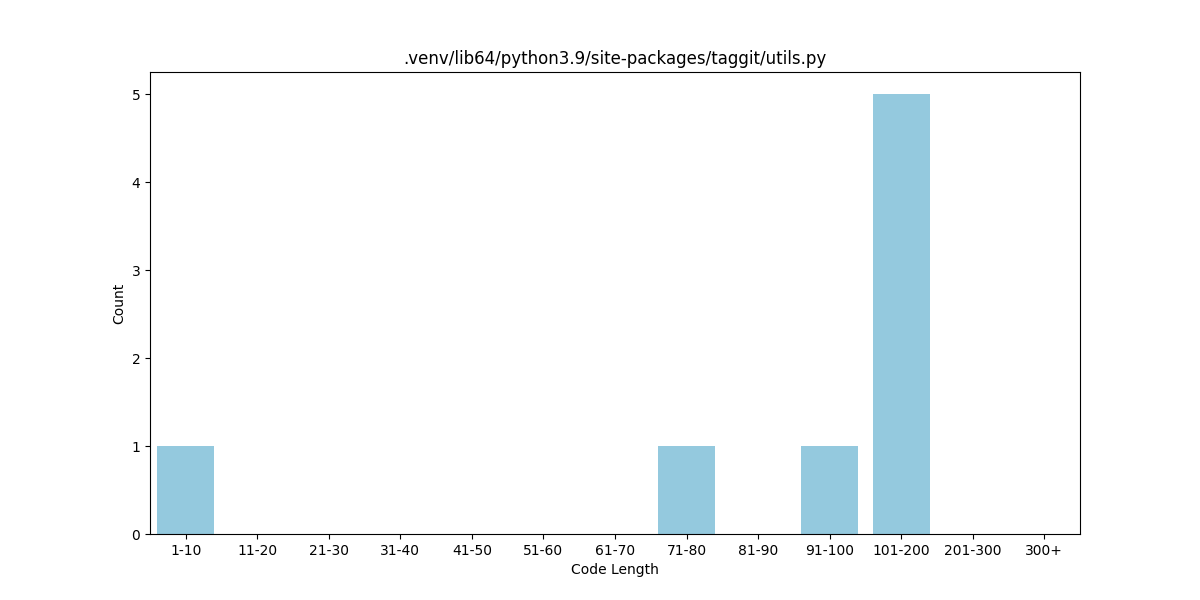 .venv/lib64/python3.9/site-packages/taggit/utils.py
5
4
3
2
1
0
Count
1-10 11-20 21-30 31-40 41-50 51-60 61-70 71-80 81-90 91-100 101-200 201-300 300+
Code Length